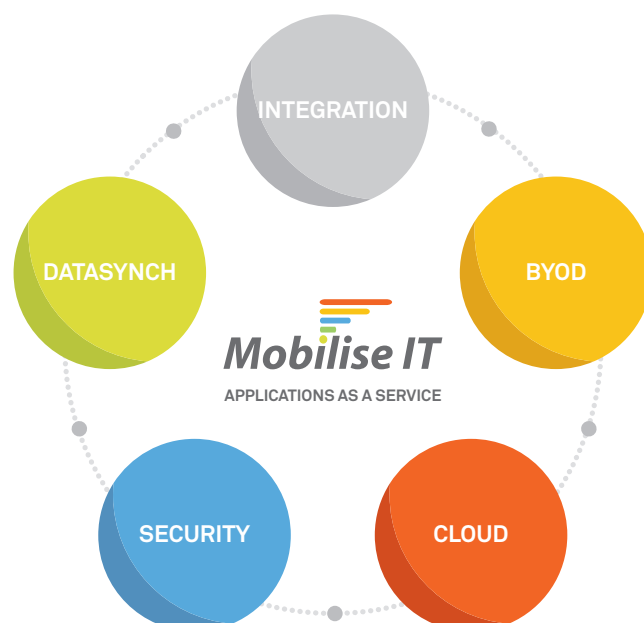 INTEGRATION
DATASYNCH
BYOD
Mobilise IT
APPLICATIONS AS A SERVICE
SECURITY
CLOUD